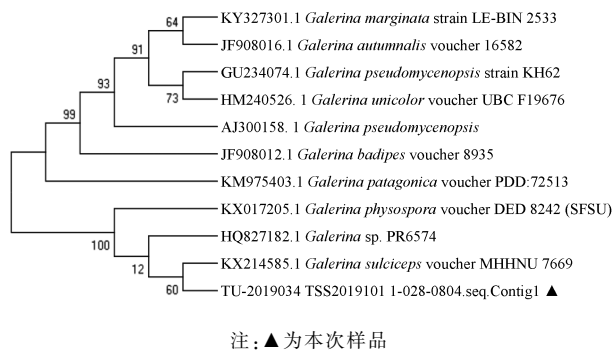 KY327301.1 Galerina marginata strain LE-BIN 2533
64
JF908016.1 Galerina autumnalis voucher 16582
91
GU234074.1 Galerina pseudomycenopsis strain KH62
93
73
HM240526. 1 Galerina unicolor voucher UBC F19676
99
AJ300158. 1 Galerina pseudomycenopsis
JF908012.1 Galerina badipes voucher 8935
KM975403.1 Galerina patagonica voucher PDD:72513
KX017205.1 Galerina physospora voucher DED 8242 (SFSU)
100
HQ827182.1 Galerina sp. PR6574
12
KX214585.1 Galerina sulciceps voucher MHHNU 7669
60
TU-2019034 TSS2019101 1-028-0804.seq.Contig1 ▲
注:▲为本次样品